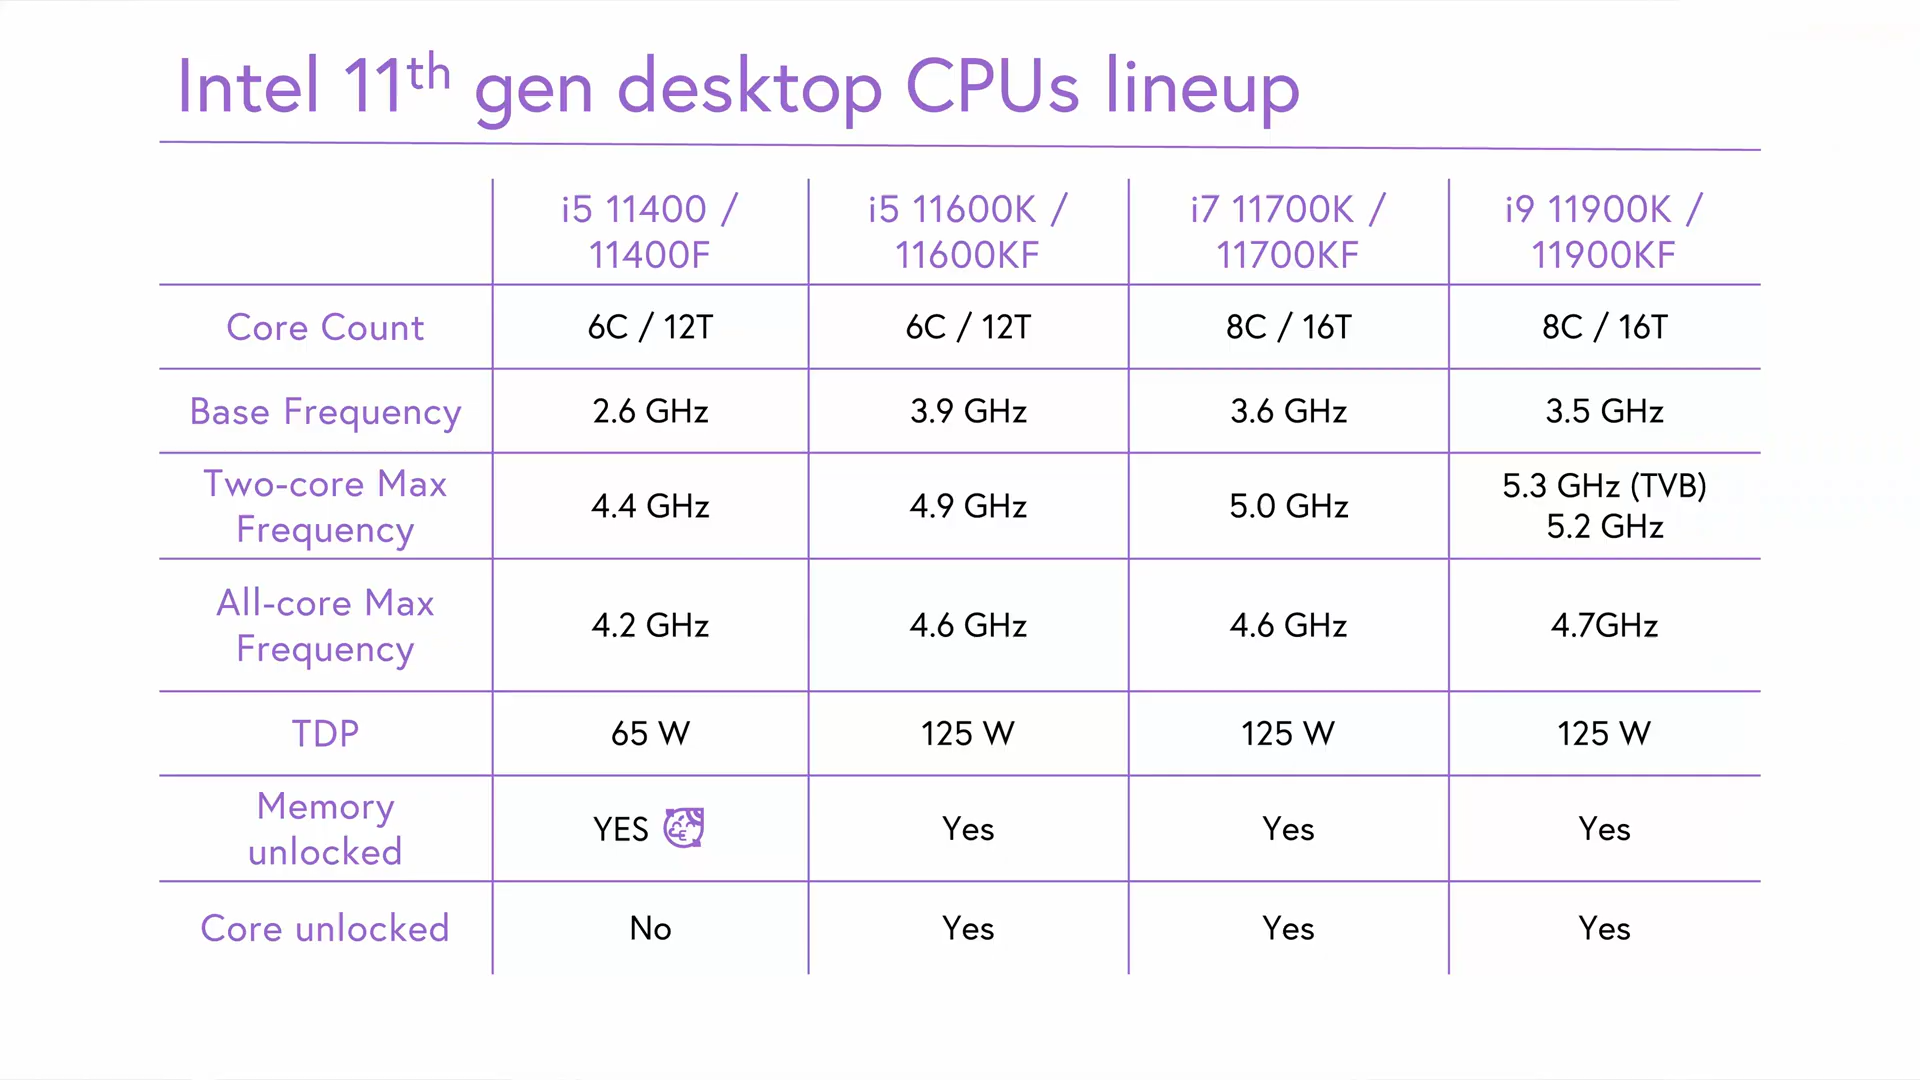 Intel 11th gen desktop CPUs lineup
i5 11400 /
11400F
i5 11600K /
11600KF
i7 11700K /
11700KF
i9 11900K /
11900KF
Core Count
6C / 12T
6C / 12T
8C / 16T
8C / 16T
Base Frequency
2.6 GHz
3.9 GHz
3.6 GHz
3.5 GHz
Two-core Max
Frequency
4.4 GHz
4.9 GHz
5.0 GHz
5.3 GHz (TVB)
5.2 GHz
All-core Max
Frequency
4.2 GHz
4.6 GHz
4.6 GHz
4.7GHz
TDP
65 W
125 W
125 W
125 W
Memory
unlocked
YES
Yes
Yes
Yes
Core unlocked
No
Yes
Yes
Yes